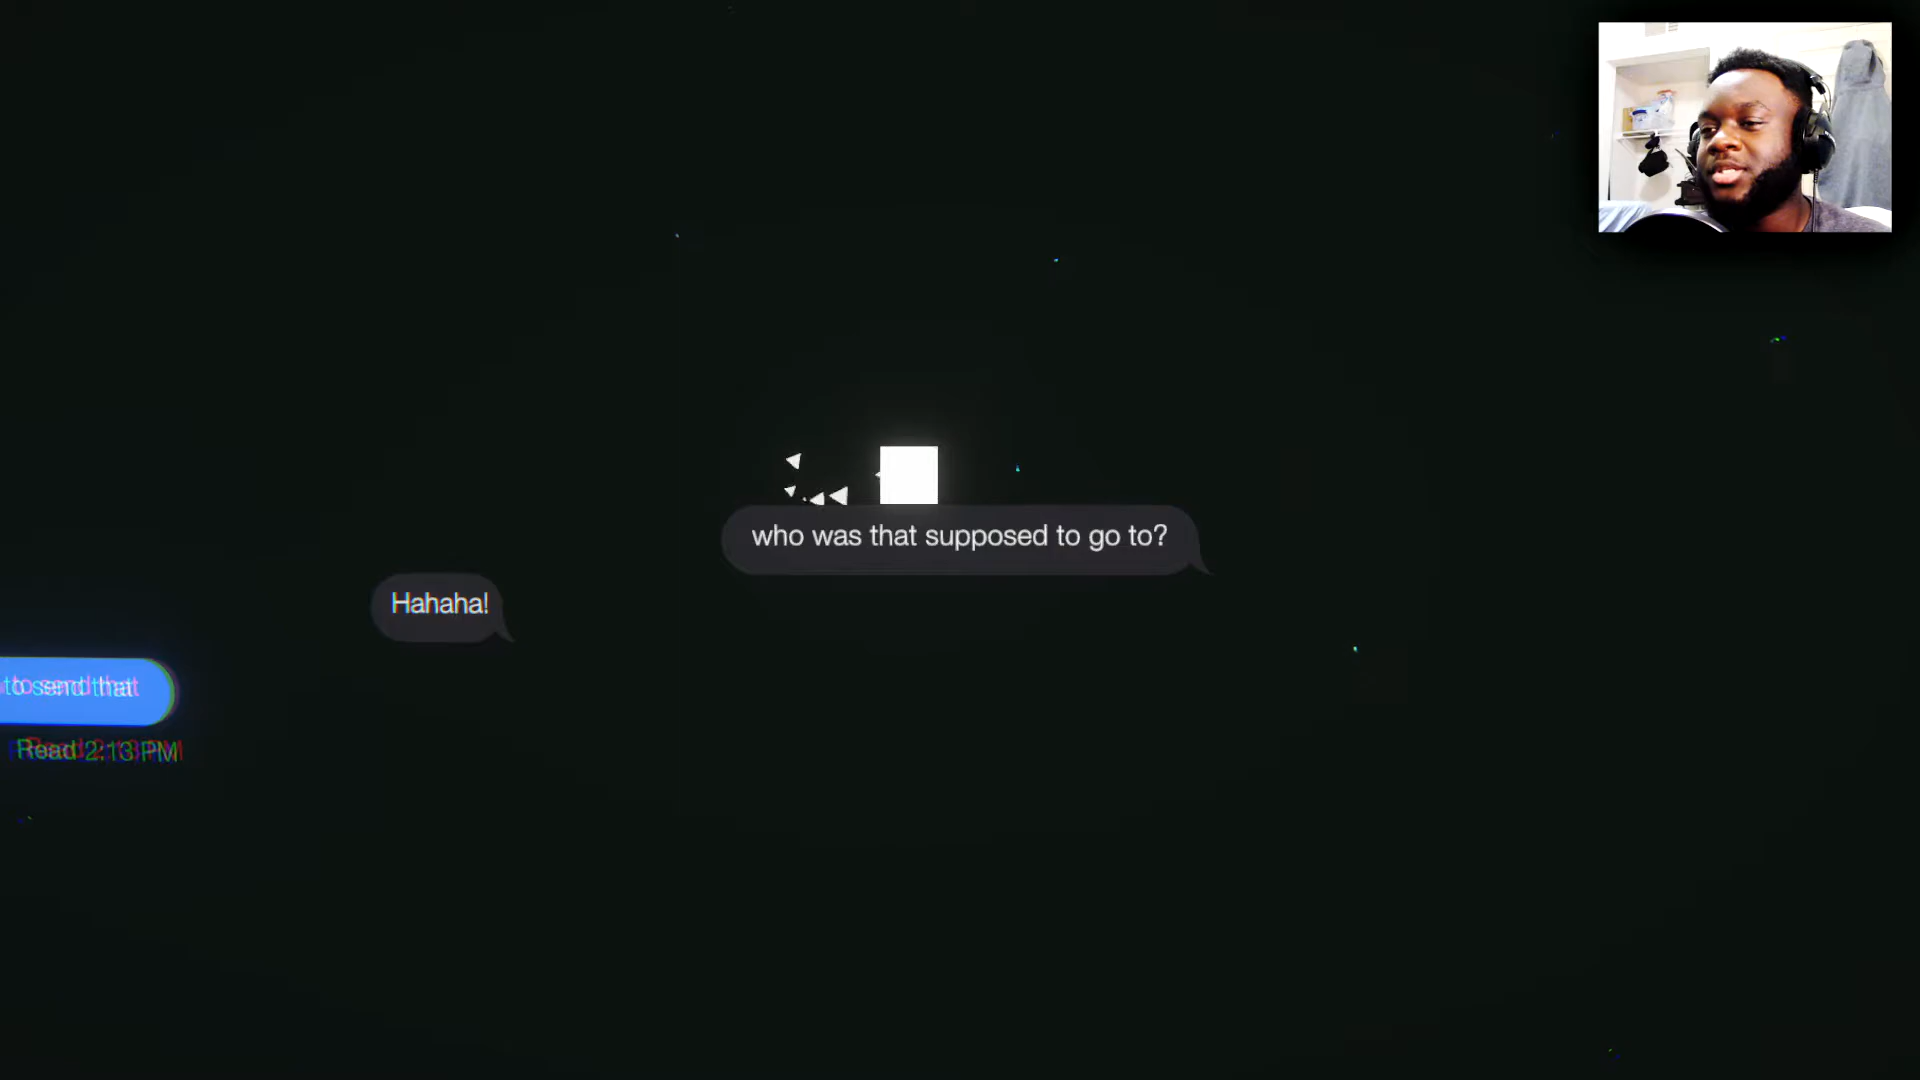 who was that supposed to go to?
Hahaha!
to send that
Read 2:13 PM